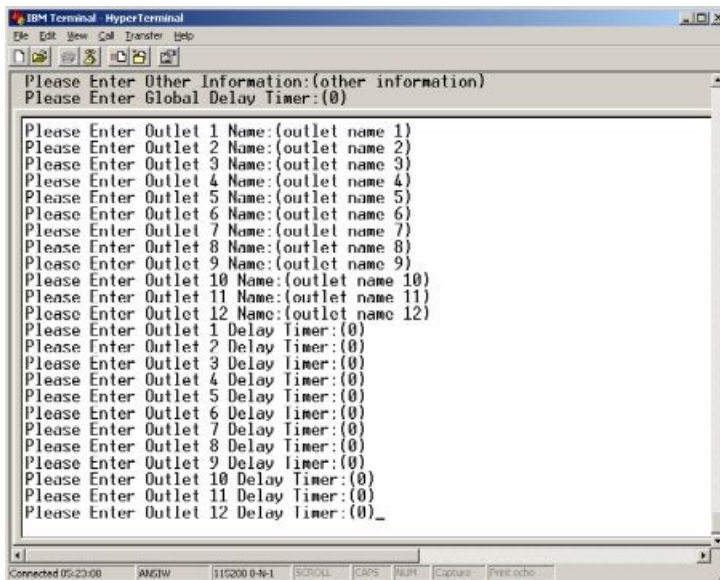 IBM Terminal - HyperTerminal
File Edit View Call Transfer Help
Please Enter Other Information:(other information)
Please Enter Global Delay Timer:(0)
Please Enter Outlet 1 Name:(outlet name 1)
Please Enter Outlet 2 Name:(outlet name 2)
Please Enter Outlet 3 Name:(outlet name 3)
Please Enter Outlet 4 Name:(outlet name 4)
Please Enter Outlet 5 Name:(outlet name 5)
Please Enter Outlet 6 Name:(outlet name 6)
Please Enter Outlet 7 Name:(outlet name 7)
Please Enter Outlet 8 Name:(outlet name 8)
Please Enter Outlet 9 Name:(outlet name 9)
Please Enter Outlet 10 Name:(outlet name 10)
Please Enter Outlet 11 Name:(outlet name 11)
Please Enter Outlet 12 Name:(outlet name 12)
Please Enter Outlet 1 Delay Timer:(0)
Please Enter Outlet 2 Delay Timer:(0)
Please Enter Outlet 3 Delay Timer:(0)
Please Enter Outlet 4 Delay Timer:(0)
Please Enter Outlet 5 Delay Timer:(0)
Please Enter Outlet 6 Delay Timer:(0)
Please Enter Outlet 7 Delay Timer:(0)
Please Enter Outlet 8 Delay Timer:(0)
Please Enter Outlet 9 Delay Timer:(0)
Please Enter Outlet 10 Delay Timer:(0)
Please Enter Outlet 11 Delay Timer:(0)
Please Enter Outlet 12 Delay Timer:(0)_
Connected 05:23:00 ANSIW 115200 8-N-1 SCROLL CAPS NUM Capture Print echo